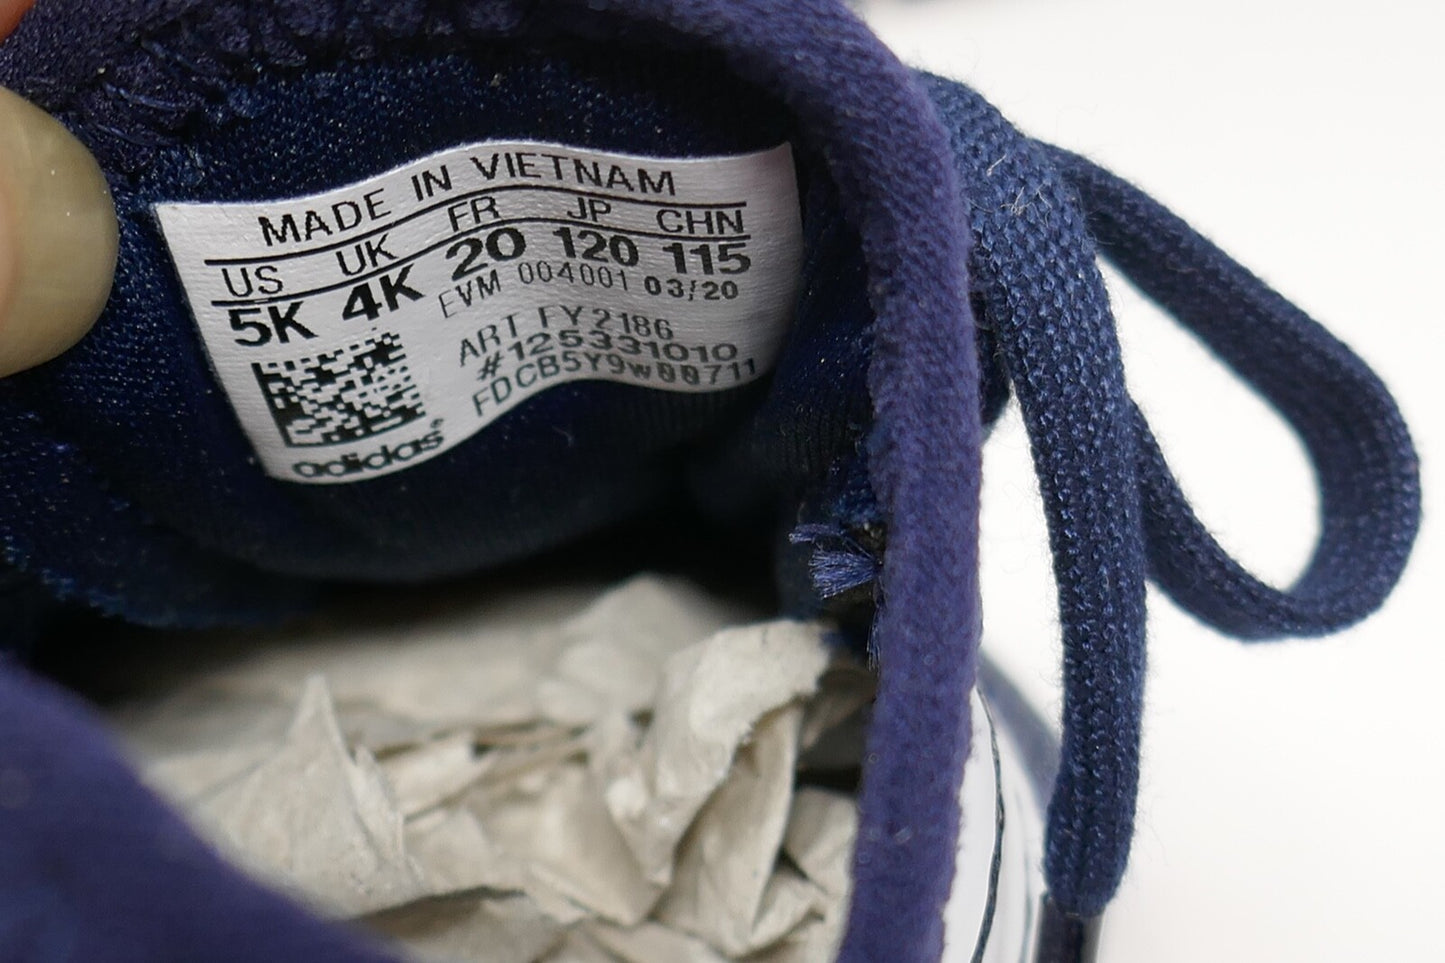 MADE IN VIETNAM
US UK FR JP CHN
5K 4K 20 120 115
EVM 004001 03/20
ART FY2186
#125331010
FDCB5Y9W00711
adidas